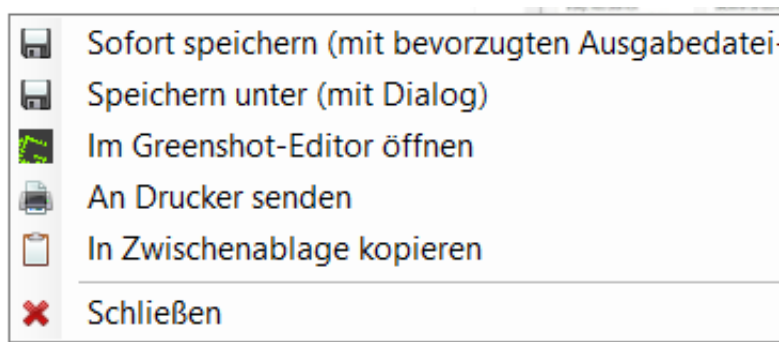 Sofort speichern (mit bevorzugten Ausgabedatei-
Speichern unter (mit Dialog)
Im Greenshot-Editor öffnen
An Drucker senden
In Zwischenablage kopieren
Schließen